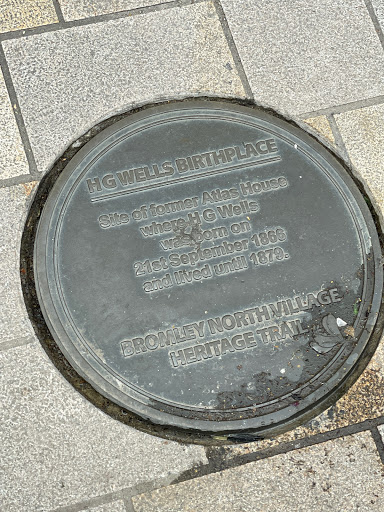 H G WELLS BIRTHPLACE
Site of former Atlas House
where H G Wells
was born on
21st September 1866
and lived until 1879.
BROMLEY NORTH VILLAGE
HERITAGE TRAIL